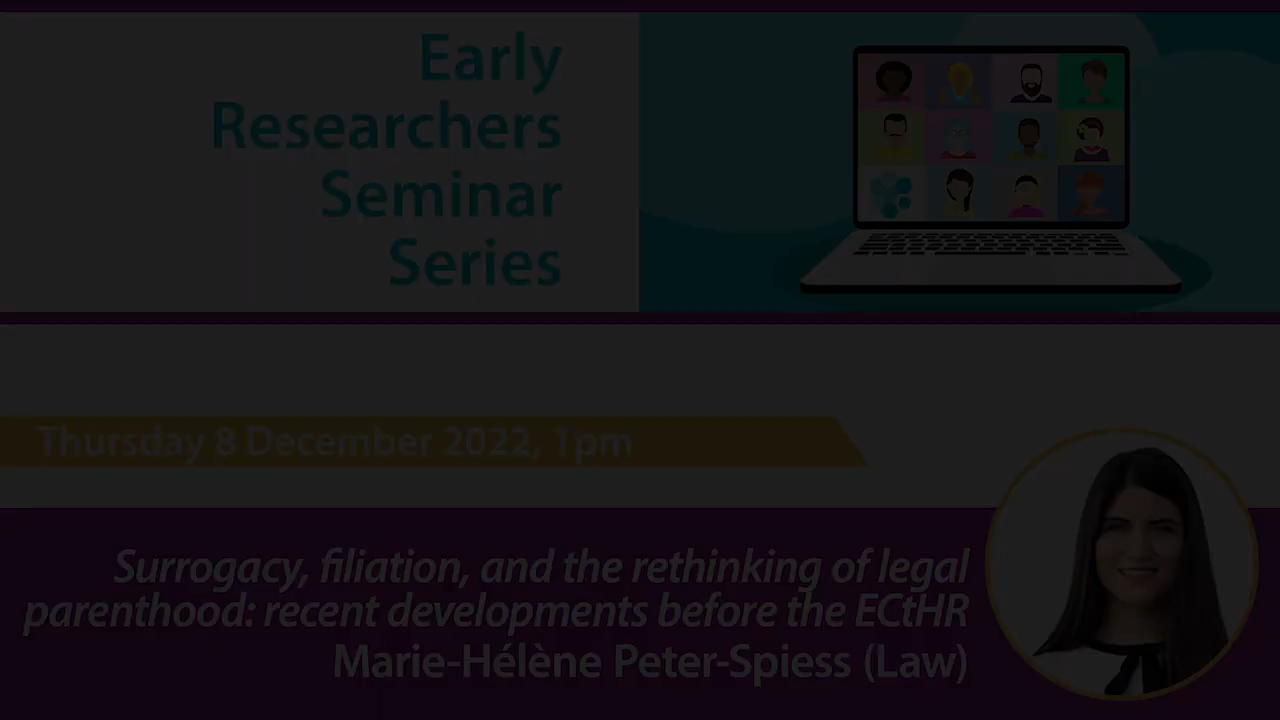 Early
Researchers
Seminar
Series
Thursday 8 December 2022, 1pm
Surrogacy, filiation, and the rethinking of legal
parenthood: recent developments before the ECtHR
Marie-Hélène Peter-Spiess (Law)